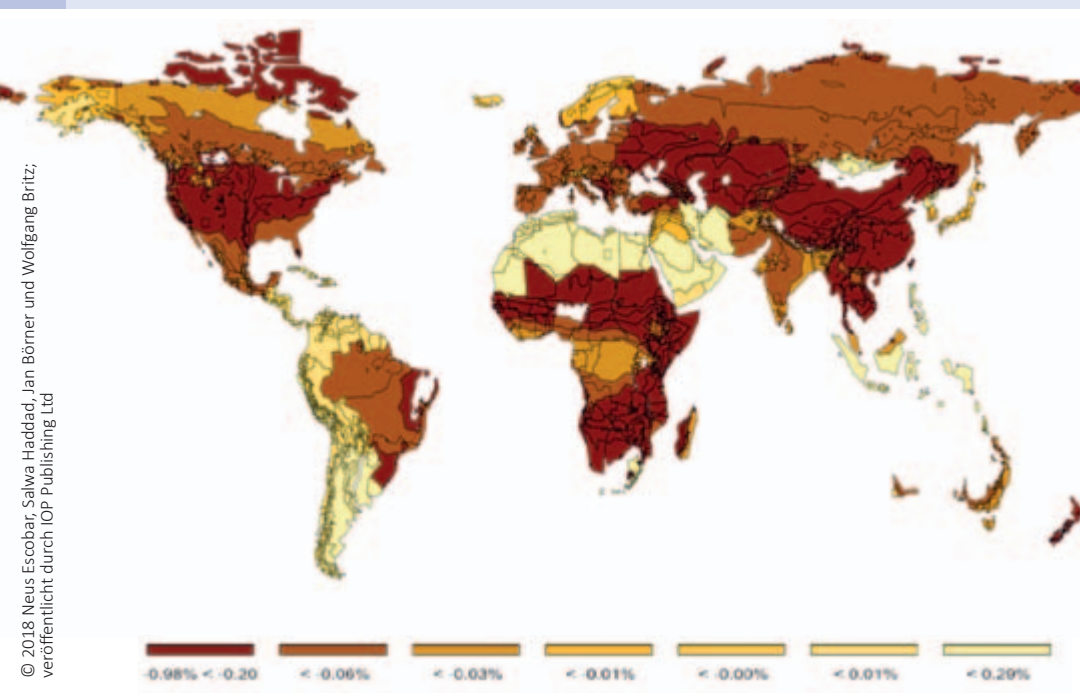 © 2018 Neus Escobar, Salwa Haddad, Jan Börner und Wolfgang Britz;
veröffentlicht durch IOP Publishing Ltd
-0.98% < -0.20
< -0.06%
< -0.03%
< -0.01%
< -0.00%
< 0.01%
< 0.29%